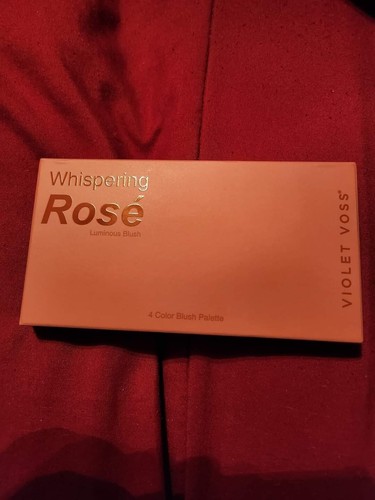 Whispering
Rosé
Luminous Blush
4 Color Blush Palette
VIOLET VOSS®